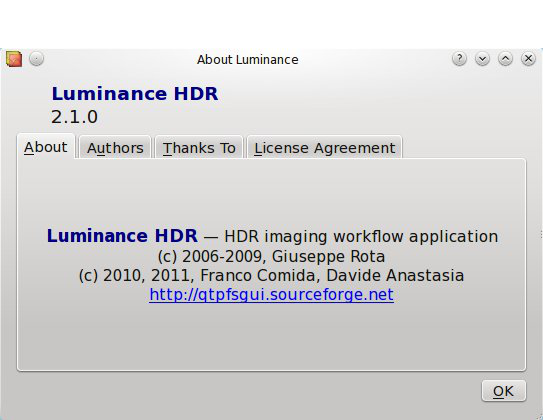 About Luminance
Luminance HDR
2.1.0
About Authors Thanks To License Agreement
Luminance HDR — HDR imaging workflow application
(c) 2006-2009, Giuseppe Rota
(c) 2010, 2011, Franco Comida, Davide Anastasia
http://qtpfsgui.sourceforge.net
OK